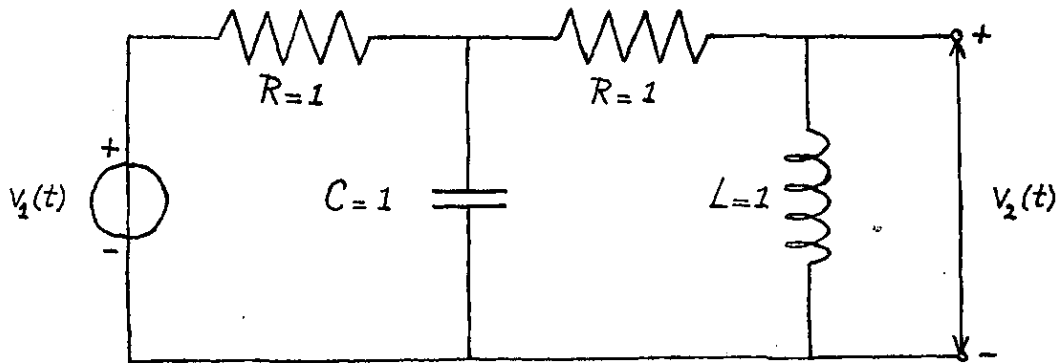 +
R=1
R=1
+
v₁(t)
C=1
L=1
v₂(t)
-
-